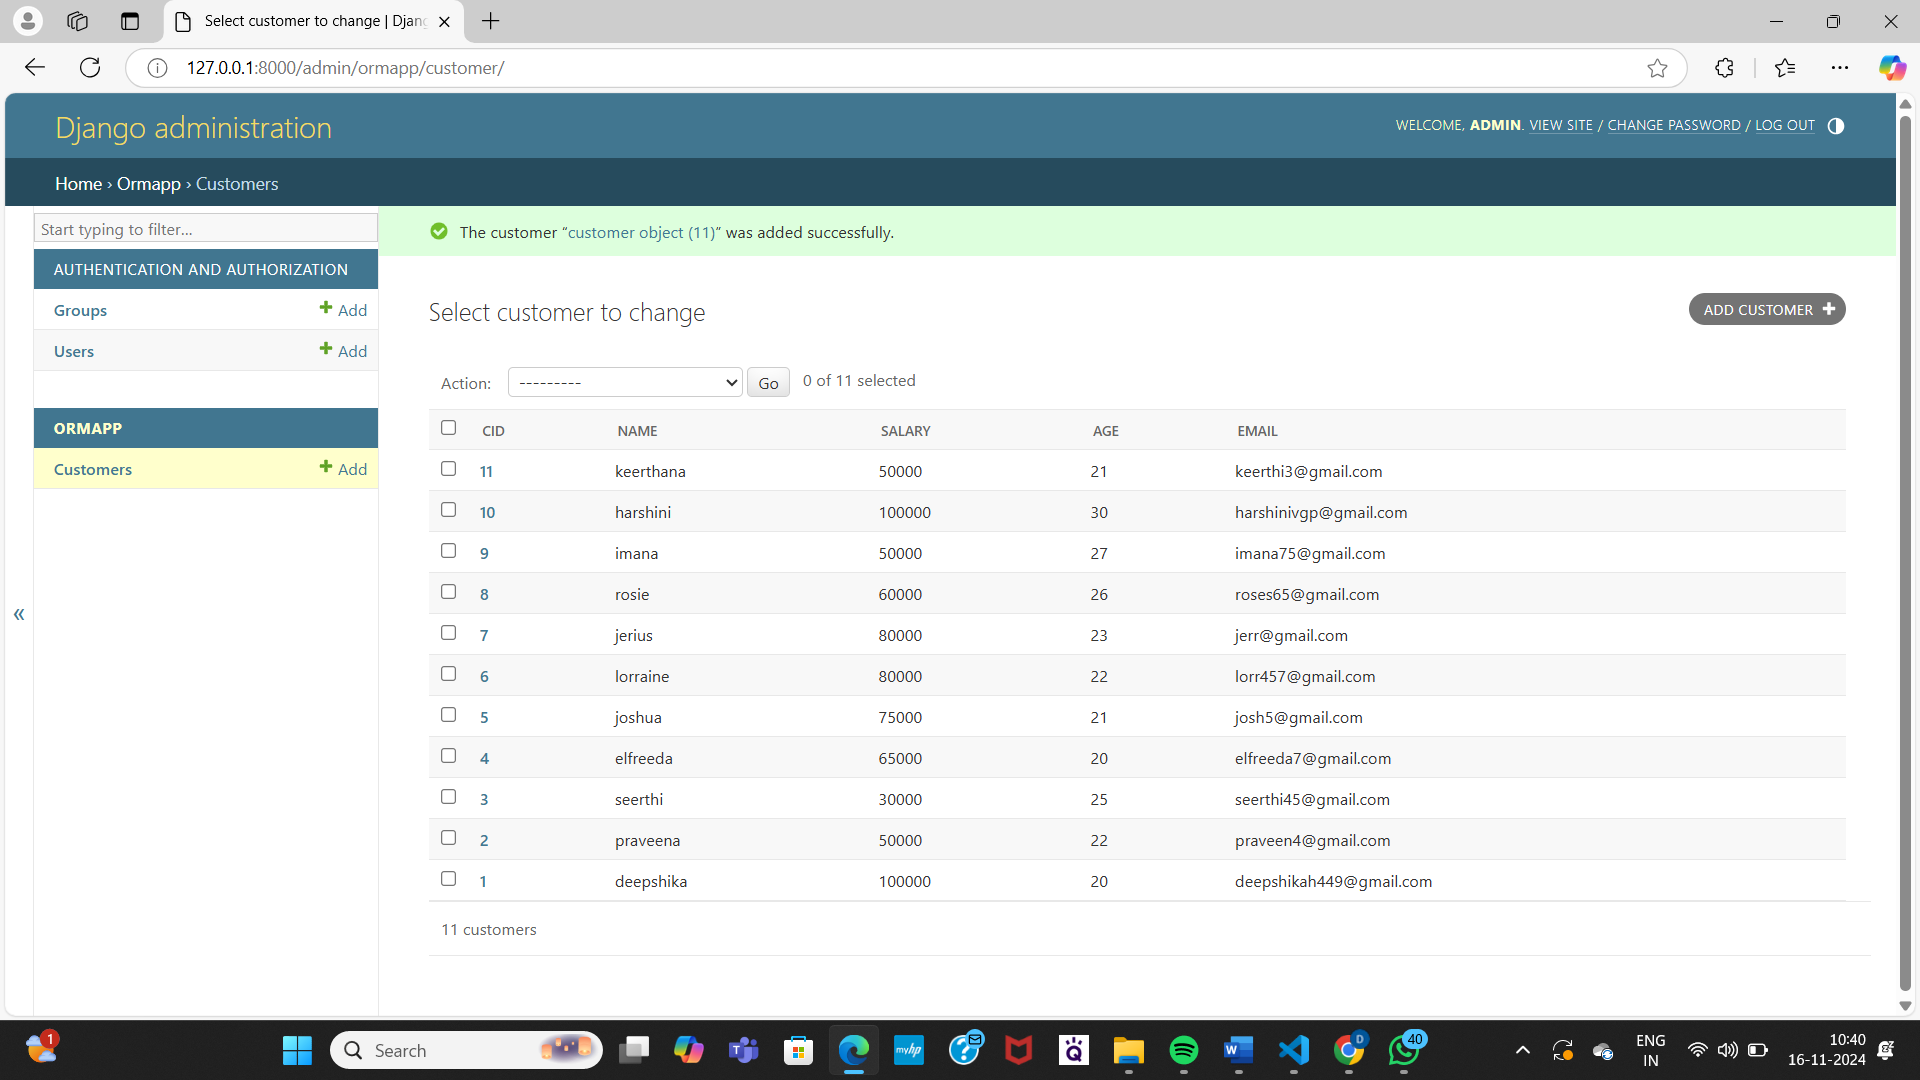 Select customer to change | Djang
127.0.0.1:8000/admin/ormapp/customer/
Django administration
WELCOME, ADMIN. VIEW SITE / CHANGE PASSWORD / LOG OUT
Home › Ormapp › Customers
Start typing to filter...
AUTHENTICATION AND AUTHORIZATION
Groups Add
Users Add
ORMAPP
Customers Add
«
The customer “customer object (11)” was added successfully.
Select customer to change
ADD CUSTOMER
Action: --------- Go 0 of 11 selected
CID NAME SALARY AGE EMAIL
11 keerthana 50000 21 keerthi3@gmail.com
10 harshini 100000 30 harshinivgp@gmail.com
9 imana 50000 27 imana75@gmail.com
8 rosie 60000 26 roses65@gmail.com
7 jerius 80000 23 jerr@gmail.com
6 lorraine 80000 22 lorr457@gmail.com
5 joshua 75000 21 josh5@gmail.com
4 elfreeda 65000 20 elfreeda7@gmail.com
3 seerthi 30000 25 seerthi45@gmail.com
2 praveena 50000 22 praveen4@gmail.com
1 deepshika 100000 20 deepshikah449@gmail.com
11 customers
1
Search
myhp
D
40
ENG
IN
10:40
16-11-2024